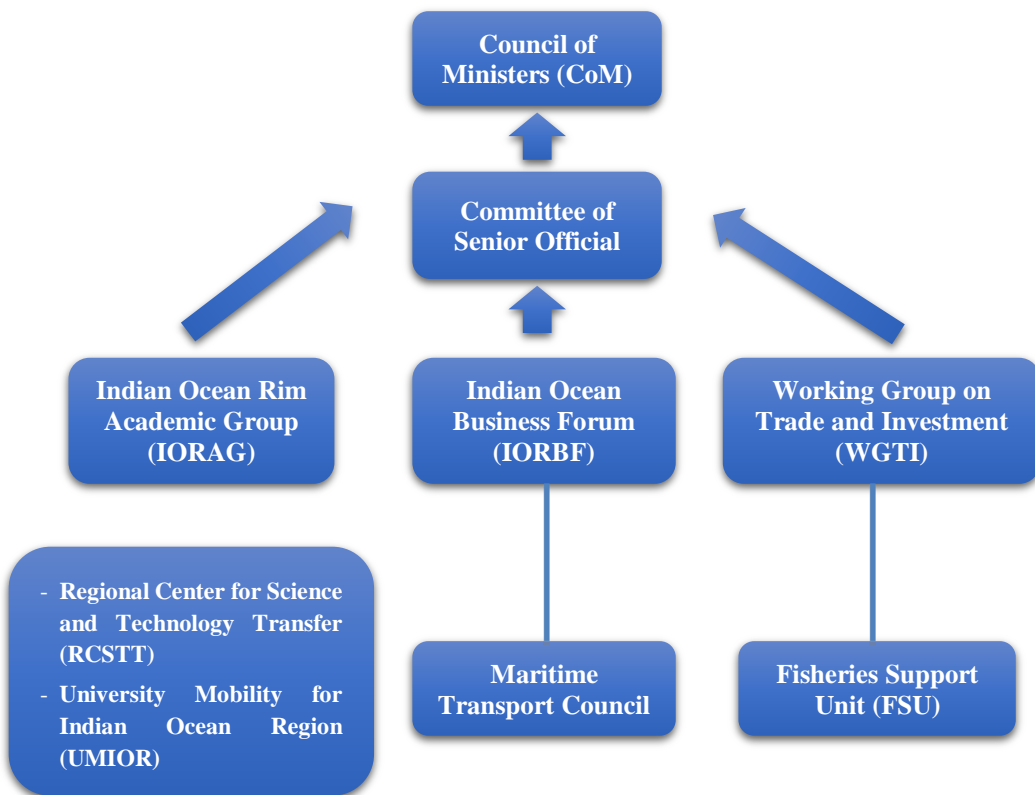 Council of
Ministers (CoM)
Committee of
Senior Official
Indian Ocean Rim
Academic Group
(IORAG)
Indian Ocean
Business Forum
(IORBF)
Working Group on
Trade and Investment
(WGTI)
- Regional Center for Science
and Technology Transfer
(RCSTT)
- University Mobility for
Indian Ocean Region
(UMIOR)
Maritime
Transport Council
Fisheries Support
Unit (FSU)